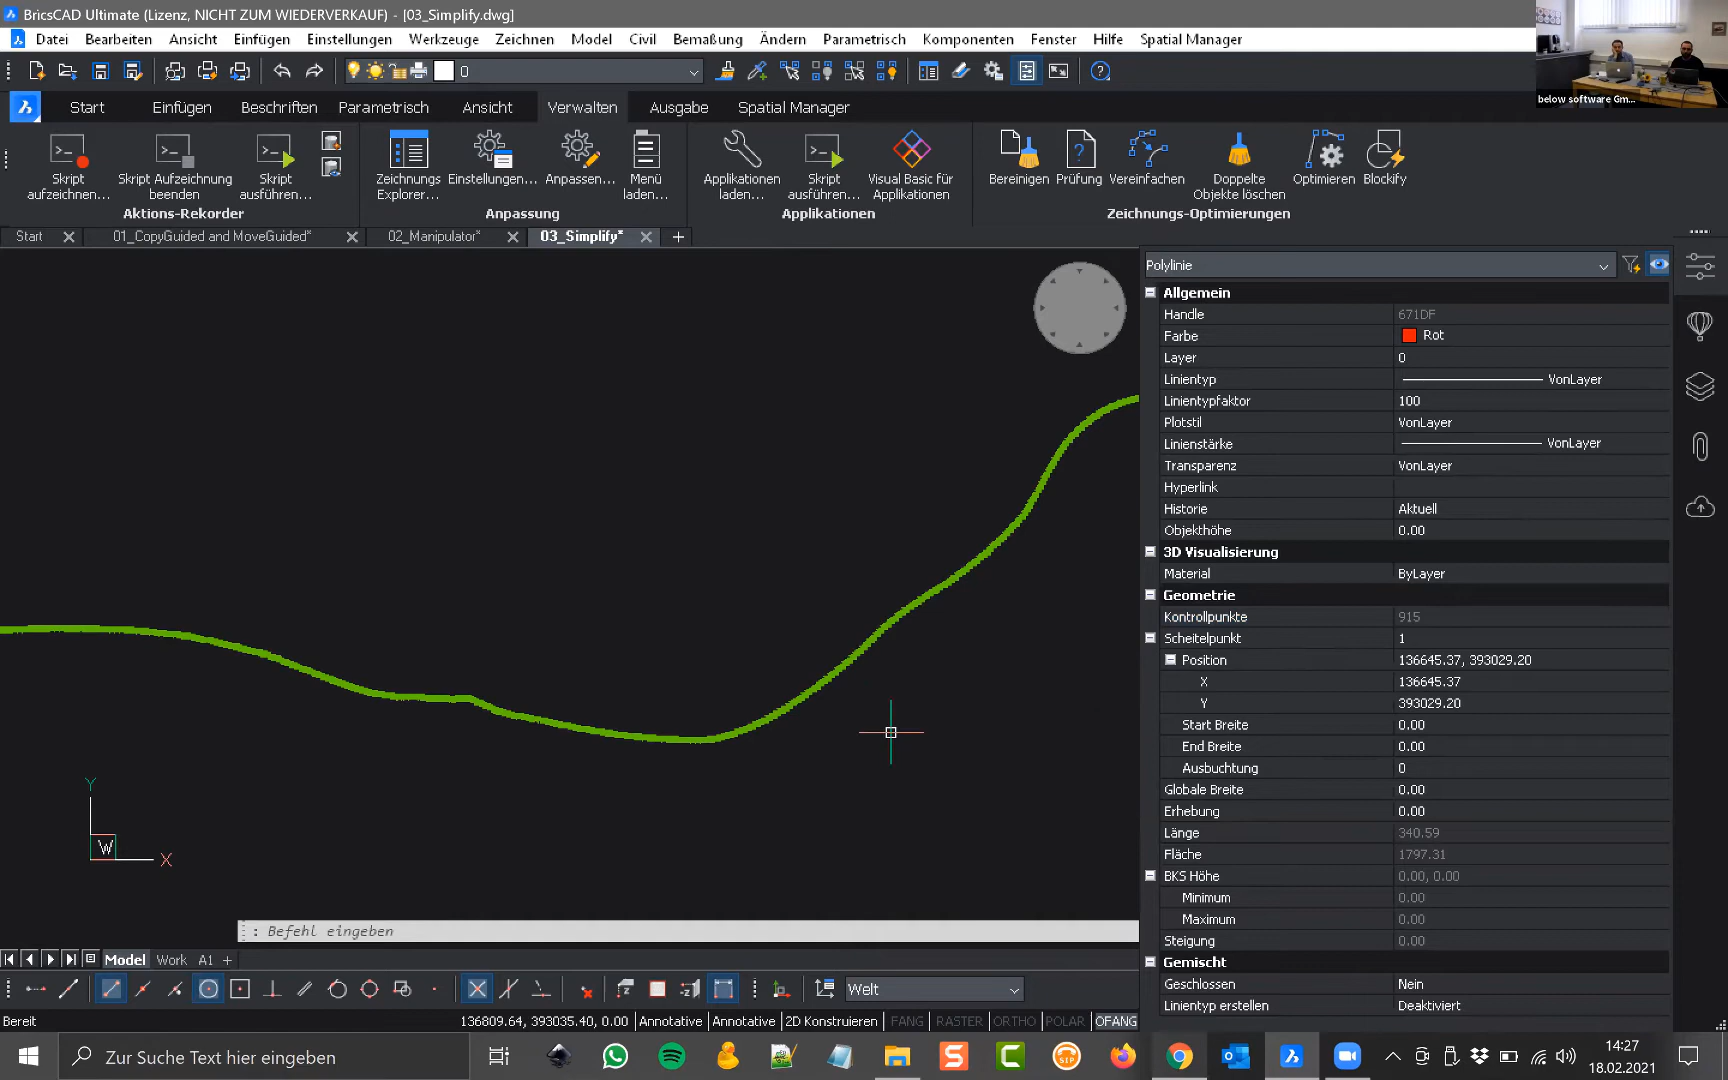 BricsCAD Ultimate (Lizenz, NICHT ZUM WIEDERVERKAUF) - [03_Simplify.dwg]
Datei Bearbeiten Ansicht Einfügen Einstellungen Werkzeuge Zeichnen Model Civil Bemaßung Ändern Parametrisch Komponenten Fenster Hilfe Spatial Manager
0
below software Gm...
Start Einfügen Beschriften Parametrisch Ansicht Verwalten Ausgabe Spatial Manager
Skript aufzeichnen...
Skript Aufzeichnung beenden
Skript ausführen...
Zeichnungs Explorer...
Einstellungen...
Anpassen...
Menü laden...
Applikationen laden...
Skript ausführen...
Visual Basic für Applikationen
Bereinigen
Prüfung
Vereinfachen
Doppelte Objekte löschen
Optimieren
Blockify
Aktions-Rekorder
Anpassung
Applikationen
Zeichnungs-Optimierungen
Start 01_CopyGuided and MoveGuided* 02_Manipulator* 03_Simplify*
Polylinie
Allgemein
Handle 671DF
Farbe Rot
Layer 0
Linientyp VonLayer
Linientypfaktor 100
Plotstil VonLayer
Linienstärke VonLayer
Transparenz VonLayer
Hyperlink
Historie Aktuell
Objekthöhe 0.00
3D Visualisierung
Material ByLayer
Geometrie
Kontrollpunkte 915
Scheitelpunkt 1
Position 136645.37, 393029.20
X 136645.37
Y 393029.20
Start Breite 0.00
End Breite 0.00
Ausbuchtung 0
Globale Breite 0.00
Erhebung 0.00
Länge 340.59
Fläche 1797.31
BKS Höhe 0.00, 0.00
Minimum 0.00
Maximum 0.00
Steigung 0.00
Gemischt
Geschlossen Nein
Linientyp erstellen Deaktiviert
Y
W
X
: Befehl eingeben
Model Work A1 +
Welt
Bereit 136809.64, 393035.40, 0.00 Annotative Annotative 2D Konstruieren FANG RASTER ORTHO POLAR OFANG
Zur Suche Text hier eingeben
14:27
18.02.2021